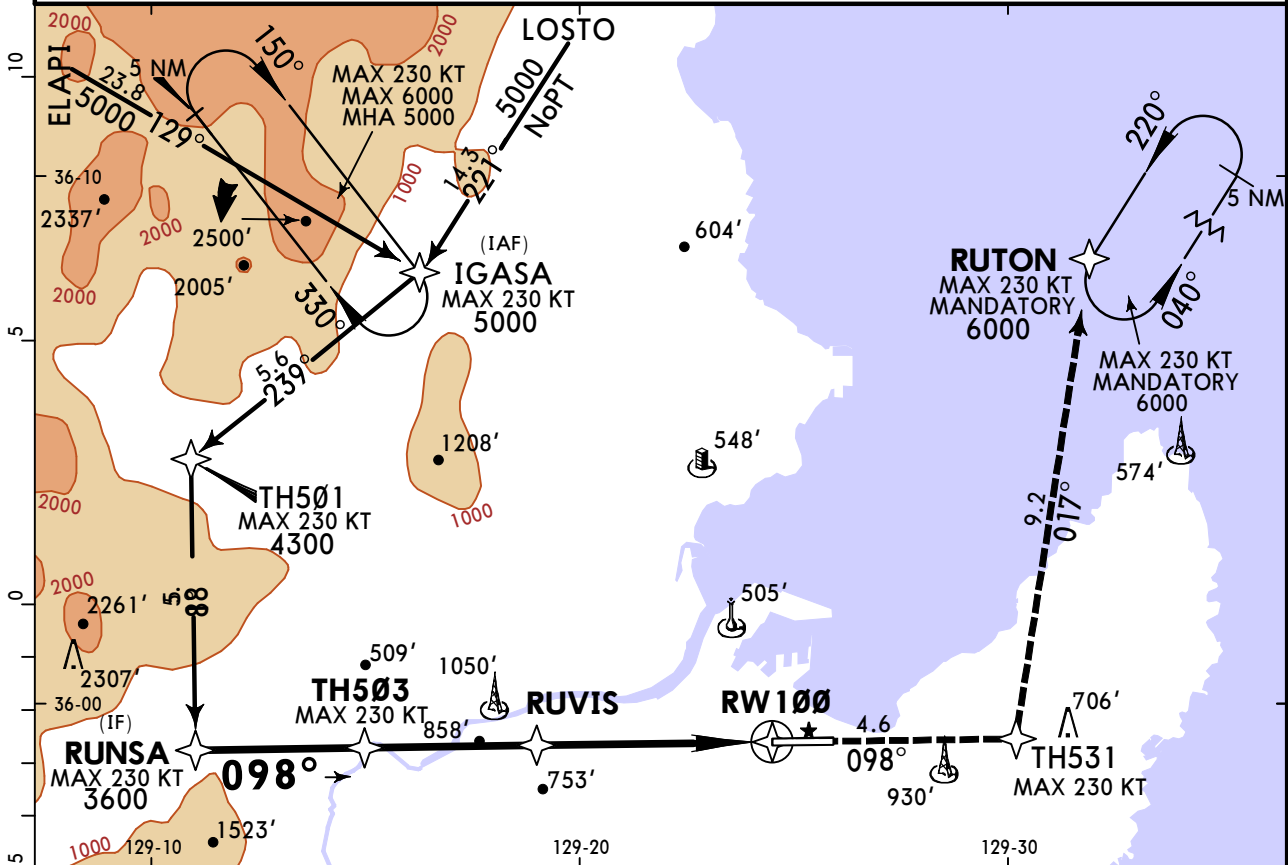 2000
2000
LOSTO
10
ELAPI
23.8
5000
129°
5 NM
150°
MAX 230 KT
MAX 6000
MHA 5000
5000
NoPT
14.3
221°
220°
5 NM
36-10
1000
2337'
2000
2500'
2005'
2000
330°
(IAF)
IGASA
MAX 230 KT
5000
604'
RUTON
MAX 230 KT
MANDATORY
6000
040°
MAX 230 KT
MANDATORY
6000
5
5.6
239°
1208'
548'
574'
2000
TH5Ø1
MAX 230 KT
4300
1000
9.2
017°
0
2000
2261'
5.
88
505'
2307'
36-00
509'
1050'
TH5Ø3
MAX 230 KT
858'
RUVIS
RW1ØØ
4.6
098°
706'
(IF)
RUNSA
MAX 230 KT
3600
098°
753'
930'
TH531
MAX 230 KT
1523'
1000
5
129-10
129-20
129-30